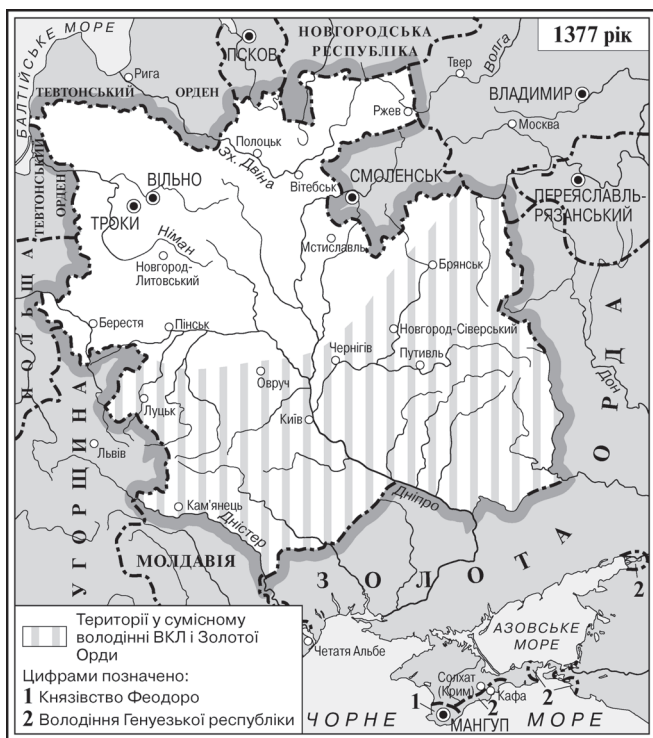 БАЛТІЙСЬКЕ МОРЕ
НОВГОРОДСЬКА
РЕСПУБЛІКА
1377 рік
ПСКОВ
Рига
ТЕВТОНСЬКИЙ ОРДЕН
Твер
Волга
Ржев
ВЛАДИМИР
Москва
Полоцьк
Зх. Двіна
Вітебськ
СМОЛЕНСЬК
ПЕРЕЯСЛАВЛЬ-
РЯЗАНСЬКИЙ
ТЕВТОНСЬКИЙ
ОРДЕН
ВІЛЬНО
ТРОКИ
Німан
Новгород-
Литовський
Мстиславль
Брянськ
ПОЛЬЩА
Берестя
Пінськ
Новгород-Сіверський
Чернігів
Путивль
Овруч
Луцьк
Київ
Дон
УГОРЩИНА
Львів
Кам'янець
Дністер
Дніпро
МОЛДАВІЯ
ЗОЛОТА ОРДА
2
Території у сумісному
володінні ВКЛ і Золотої
Орди
Цифрами позначено:
1 Князівство Феодоро
2 Володіння Генуезької республіки
Четатя Альбе
АЗОВСЬКЕ
МОРЕ
Солхат
(Крим)
Кафа
1
2
2
МАНГУП
ЧОРНЕ МОРЕ